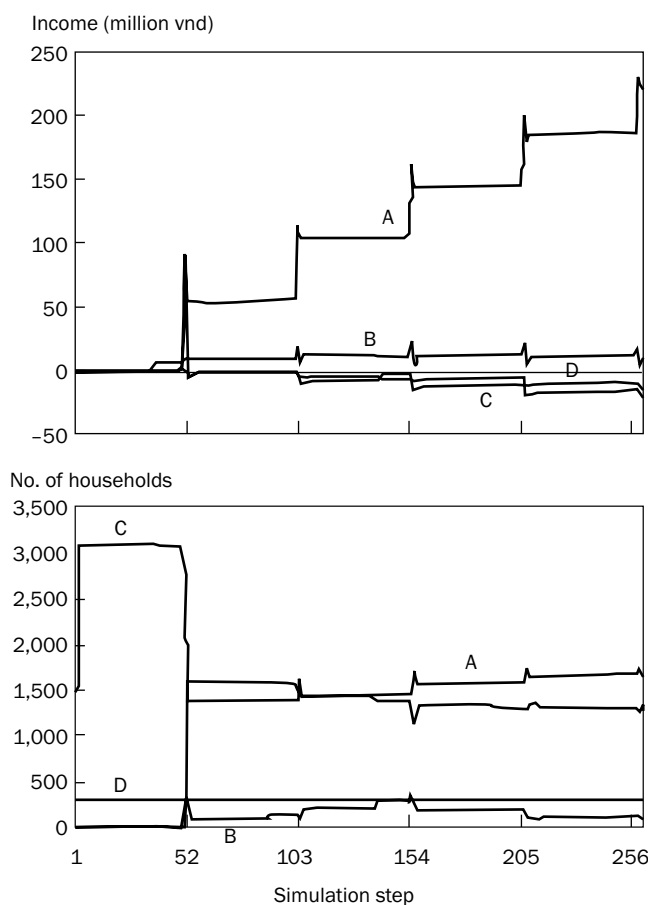 Income (million vnd)
250
200
150
100
50
0
–50
A
B
D
C
No. of households
3,500
3,000
2,500
2,000
1,500
1,000
500
0
C
A
D
B
1 52 103 154 205 256
Simulation step